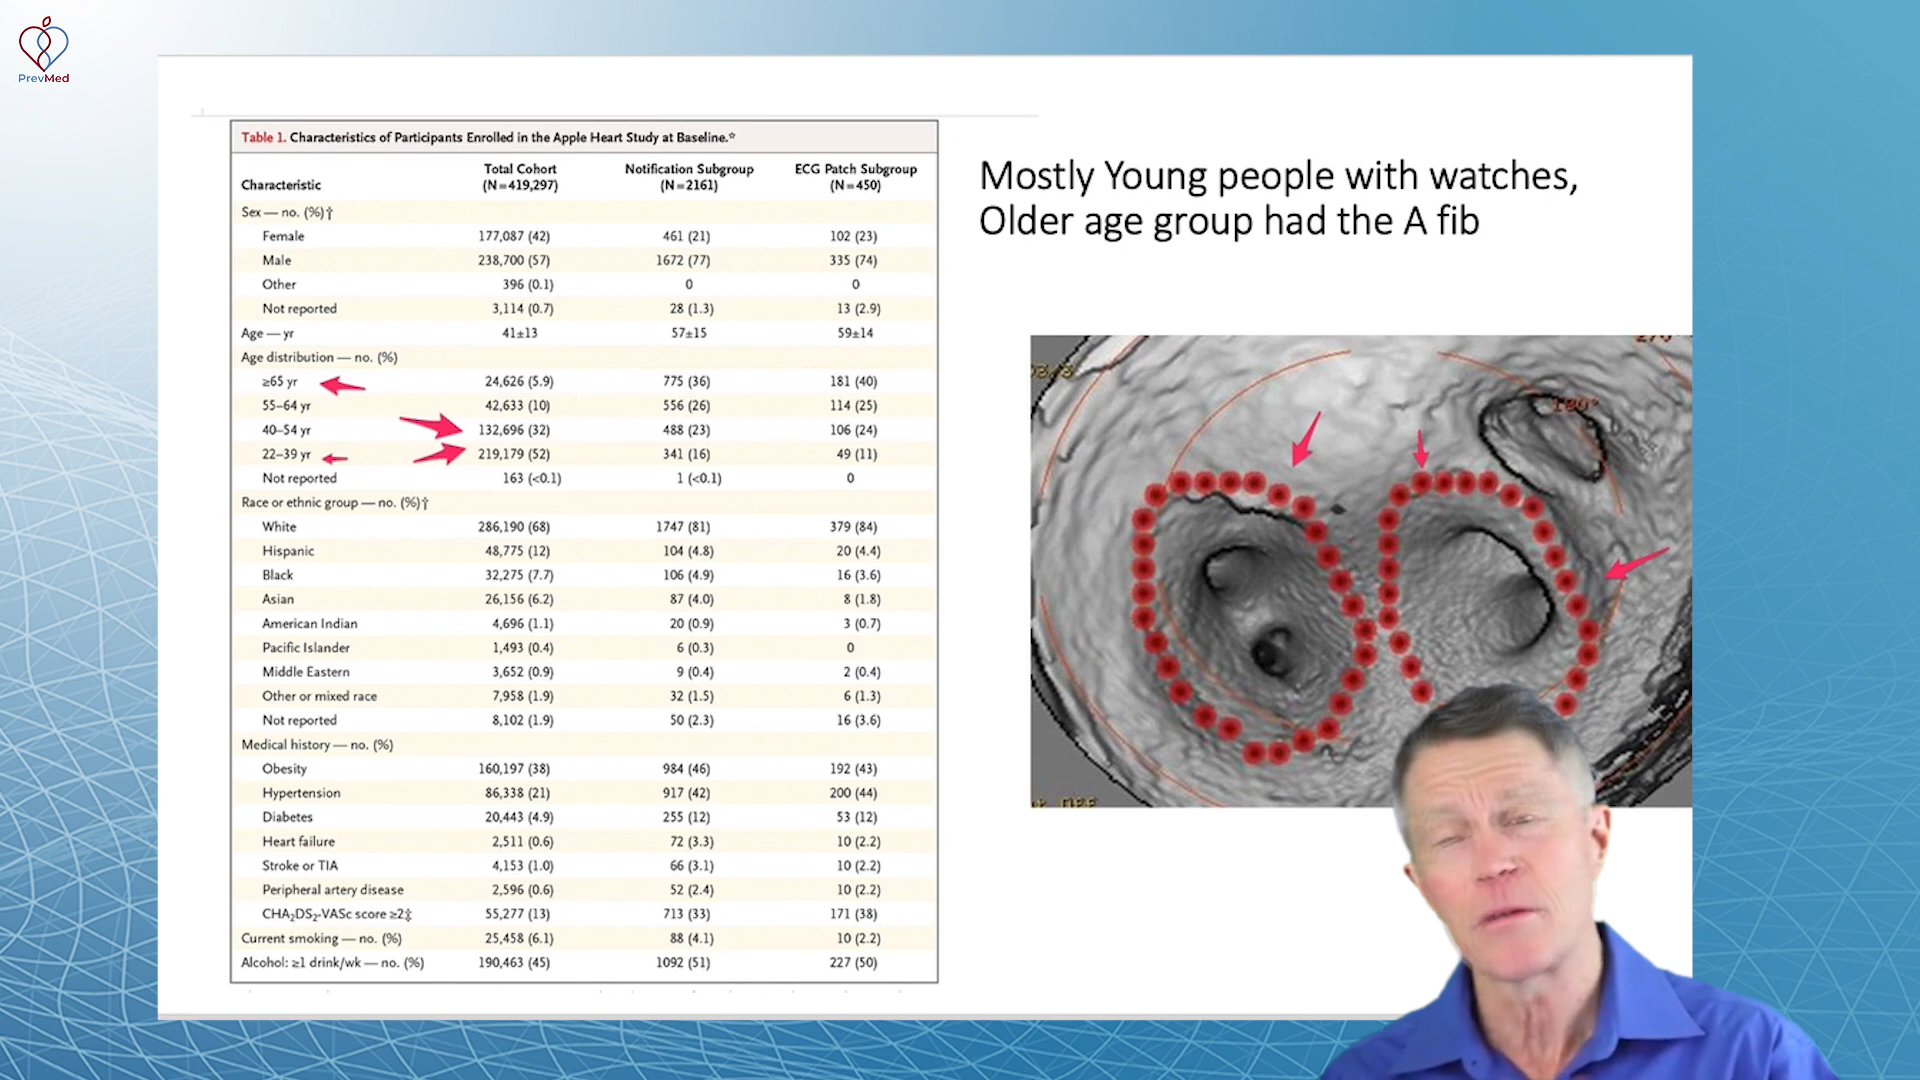 PrevMed
Table 1. Characteristics of Participants Enrolled in the Apple Heart Study at Baseline.*
Characteristic Total Cohort (N=419,297) Notification Subgroup (N=2161) ECG Patch Subgroup (N=450)
Sex — no. (%)†
Female 177,087 (42) 461 (21) 102 (23)
Male 238,700 (57) 1672 (77) 335 (74)
Other 396 (0.1) 0 0
Not reported 3,114 (0.7) 28 (1.3) 13 (2.9)
Age — yr 41±13 57±15 59±14
Age distribution — no. (%)
≥65 yr 24,626 (5.9) 775 (36) 181 (40)
55–64 yr 42,633 (10) 556 (26) 114 (25)
40–54 yr 132,696 (32) 488 (23) 106 (24)
22–39 yr 219,179 (52) 341 (16) 49 (11)
Not reported 163 (<0.1) 1 (<0.1) 0
Race or ethnic group — no. (%)†
White 286,190 (68) 1747 (81) 379 (84)
Hispanic 48,775 (12) 104 (4.8) 20 (4.4)
Black 32,275 (7.7) 106 (4.9) 16 (3.6)
Asian 26,156 (6.2) 87 (4.0) 8 (1.8)
American Indian 4,696 (1.1) 20 (0.9) 3 (0.7)
Pacific Islander 1,493 (0.4) 6 (0.3) 0
Middle Eastern 3,652 (0.9) 9 (0.4) 2 (0.4)
Other or mixed race 7,958 (1.9) 32 (1.5) 6 (1.3)
Not reported 8,102 (1.9) 50 (2.3) 16 (3.6)
Medical history — no. (%)
Obesity 160,197 (38) 984 (46) 192 (43)
Hypertension 86,338 (21) 917 (42) 200 (44)
Diabetes 20,443 (4.9) 255 (12) 53 (12)
Heart failure 2,511 (0.6) 72 (3.3) 10 (2.2)
Stroke or TIA 4,153 (1.0) 66 (3.1) 10 (2.2)
Peripheral artery disease 2,596 (0.6) 52 (2.4) 10 (2.2)
CHA₂DS₂-VASc score ≥2‡ 55,277 (13) 713 (33) 171 (38)
Current smoking — no. (%) 25,458 (6.1) 88 (4.1) 10 (2.2)
Alcohol: ≥1 drink/wk — no. (%) 190,463 (45) 1092 (51) 227 (50)
Mostly Young people with watches,
Older age group had the A fib
180°